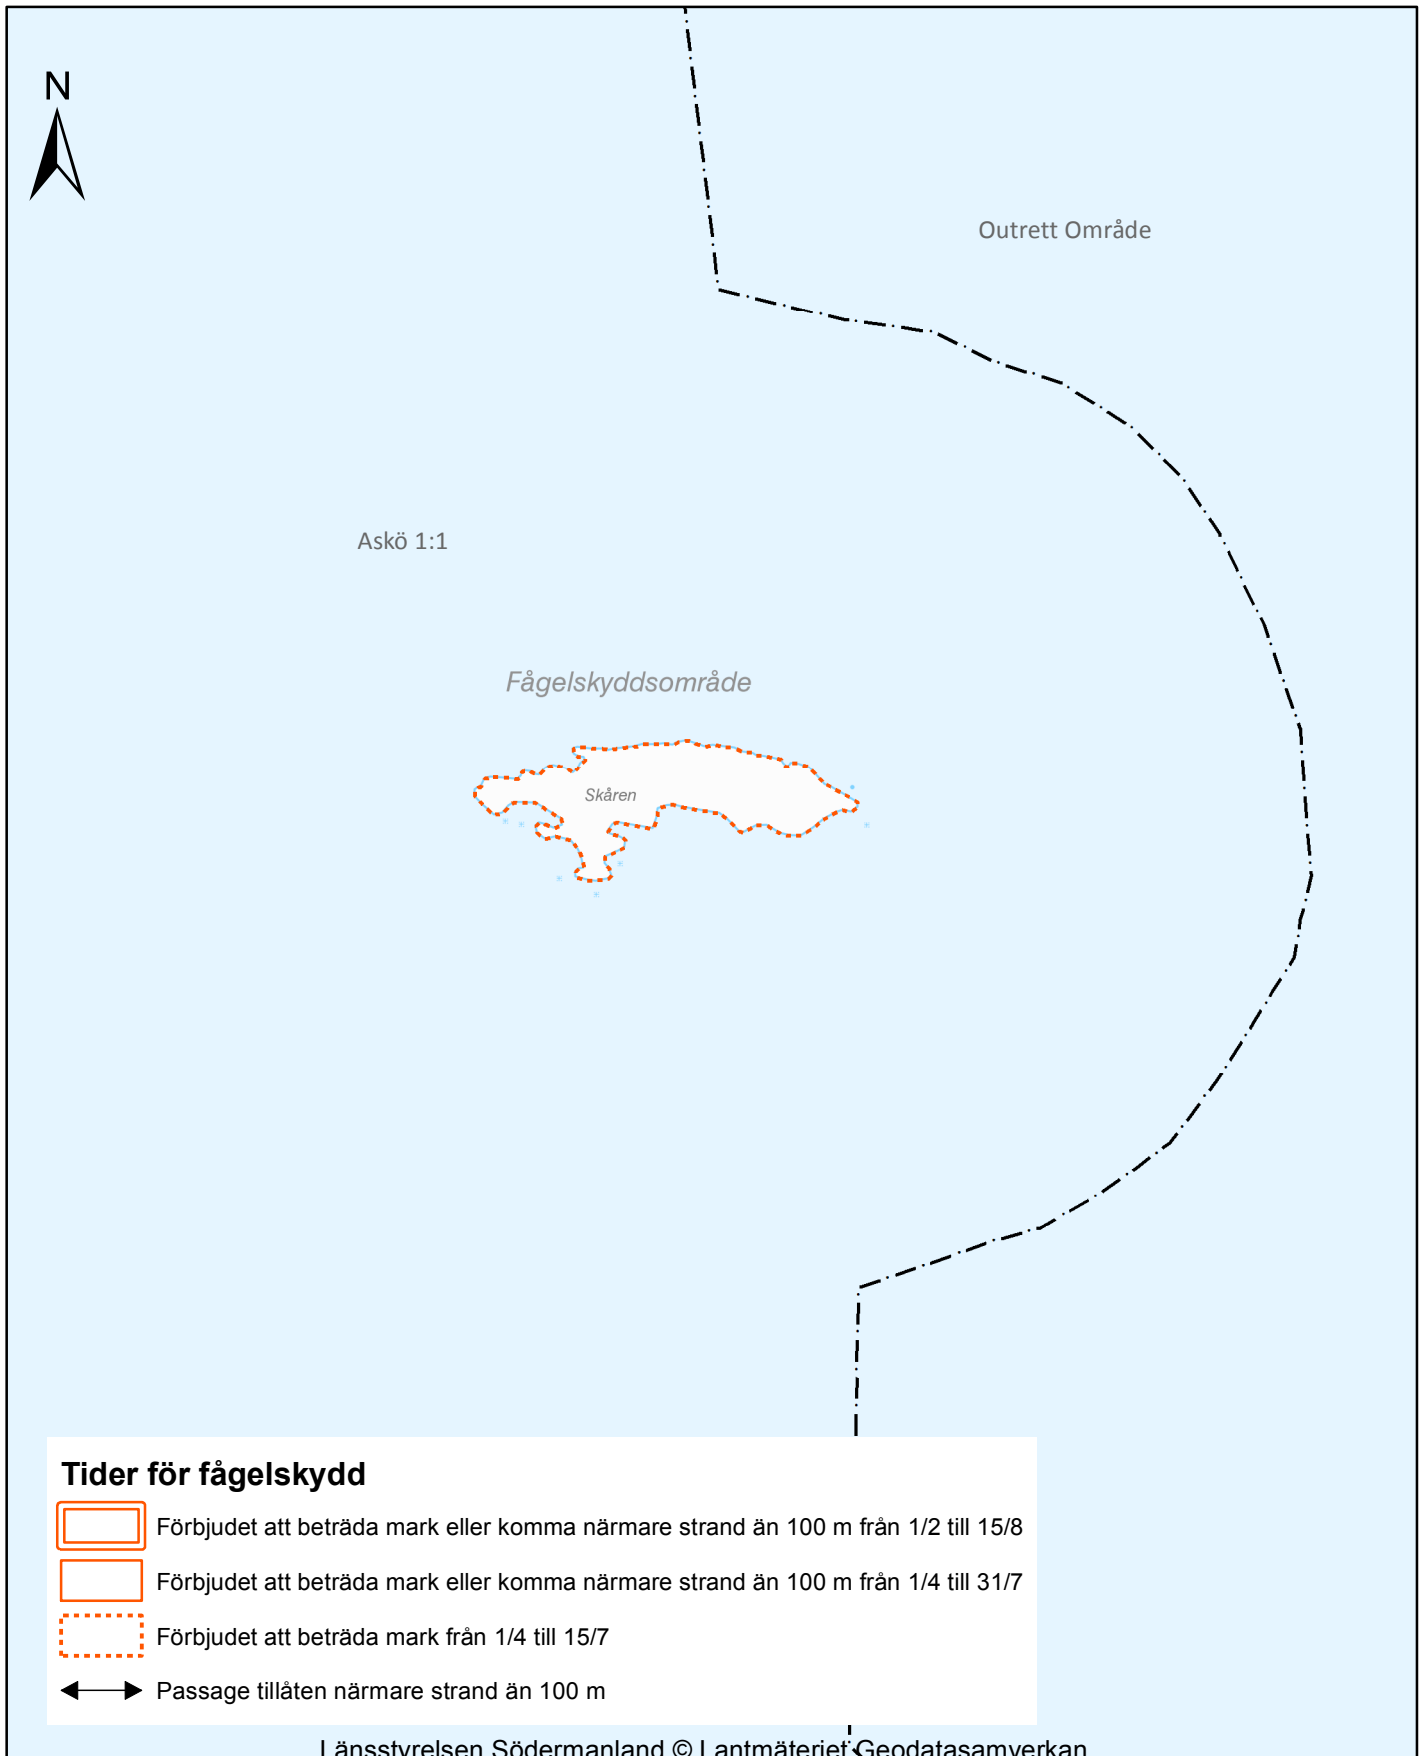 N
Outrett Område
Askö 1:1
Fågelskyddsområde
Skåren
Tider för fågelskydd
Förbjudet att beträda mark eller komma närmare strand än 100 m från 1/2 till 15/8
Förbjudet att beträda mark eller komma närmare strand än 100 m från 1/4 till 31/7
Förbjudet att beträda mark från 1/4 till 15/7
Passage tillåten närmare strand än 100 m
Länsstyrelsen Södermanland © Lantmäteriet Geodatasamverkan